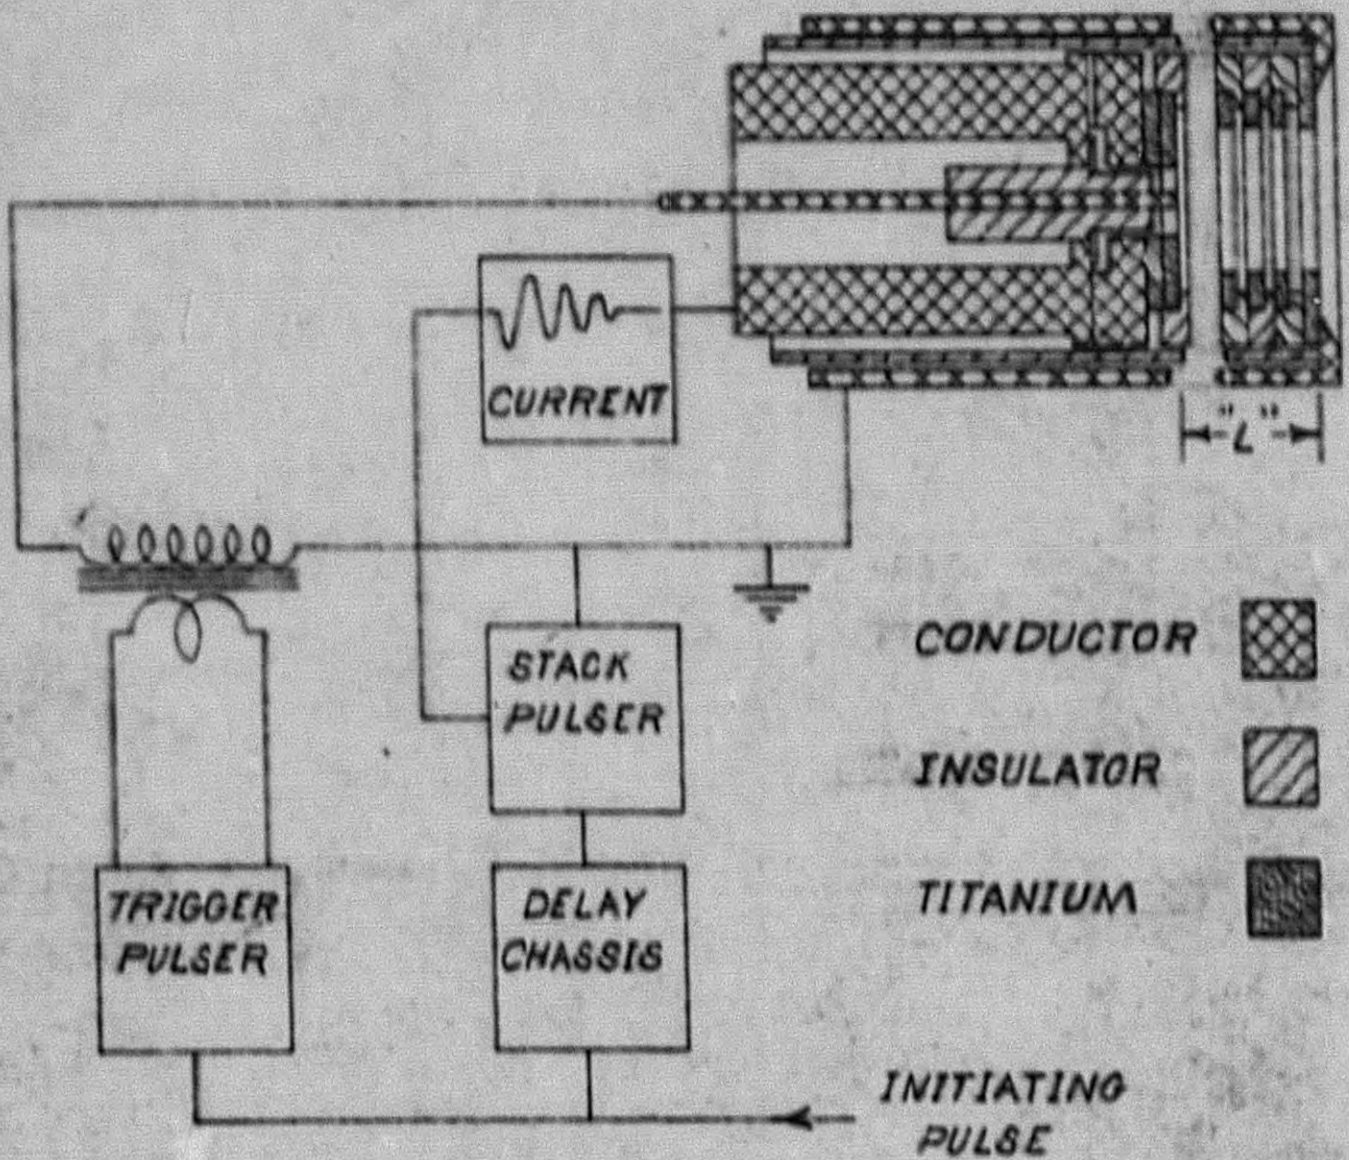 CURRENT
"L"
STACK
PULSER
CONDUCTOR
INSULATOR
TITANIUM
TRIGGER
PULSER
DELAY
CHASSIS
INITIATING
PULSE